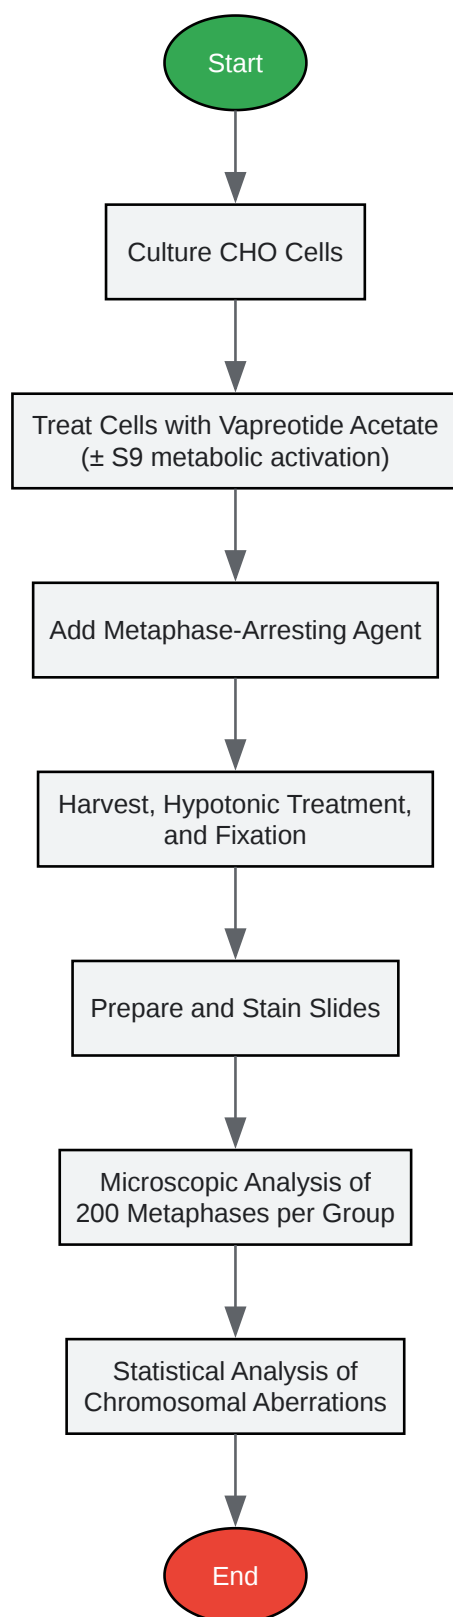 Start
Culture CHO Cells
Treat Cells with Vapreotide Acetate
(± S9 metabolic activation)
Add Metaphase-Arresting Agent
Harvest, Hypotonic Treatment,
and Fixation
Prepare and Stain Slides
Microscopic Analysis of
200 Metaphases per Group
Statistical Analysis of
Chromosomal Aberrations
End